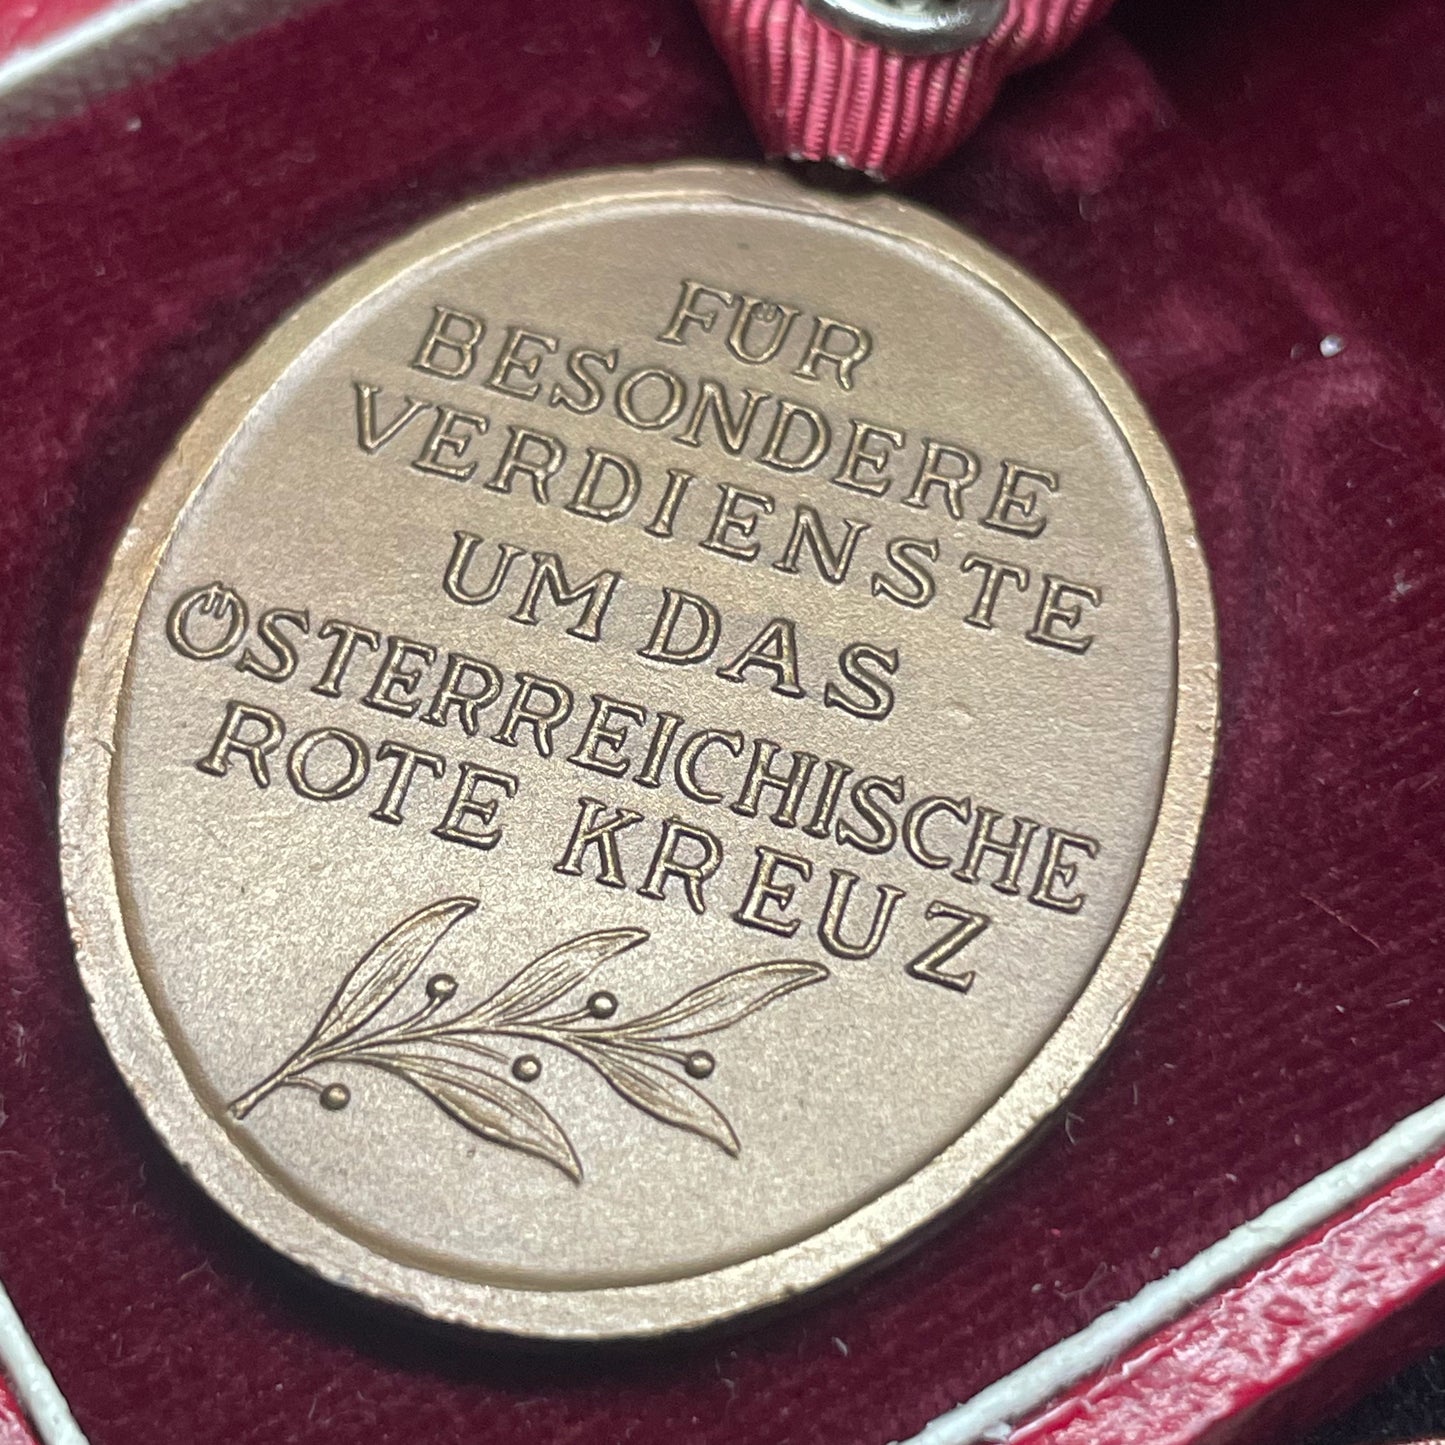 FÜR
BESONDERE
VERDIENSTE
UM DAS
ÖSTERREICHISCHE
ROTE KREUZ